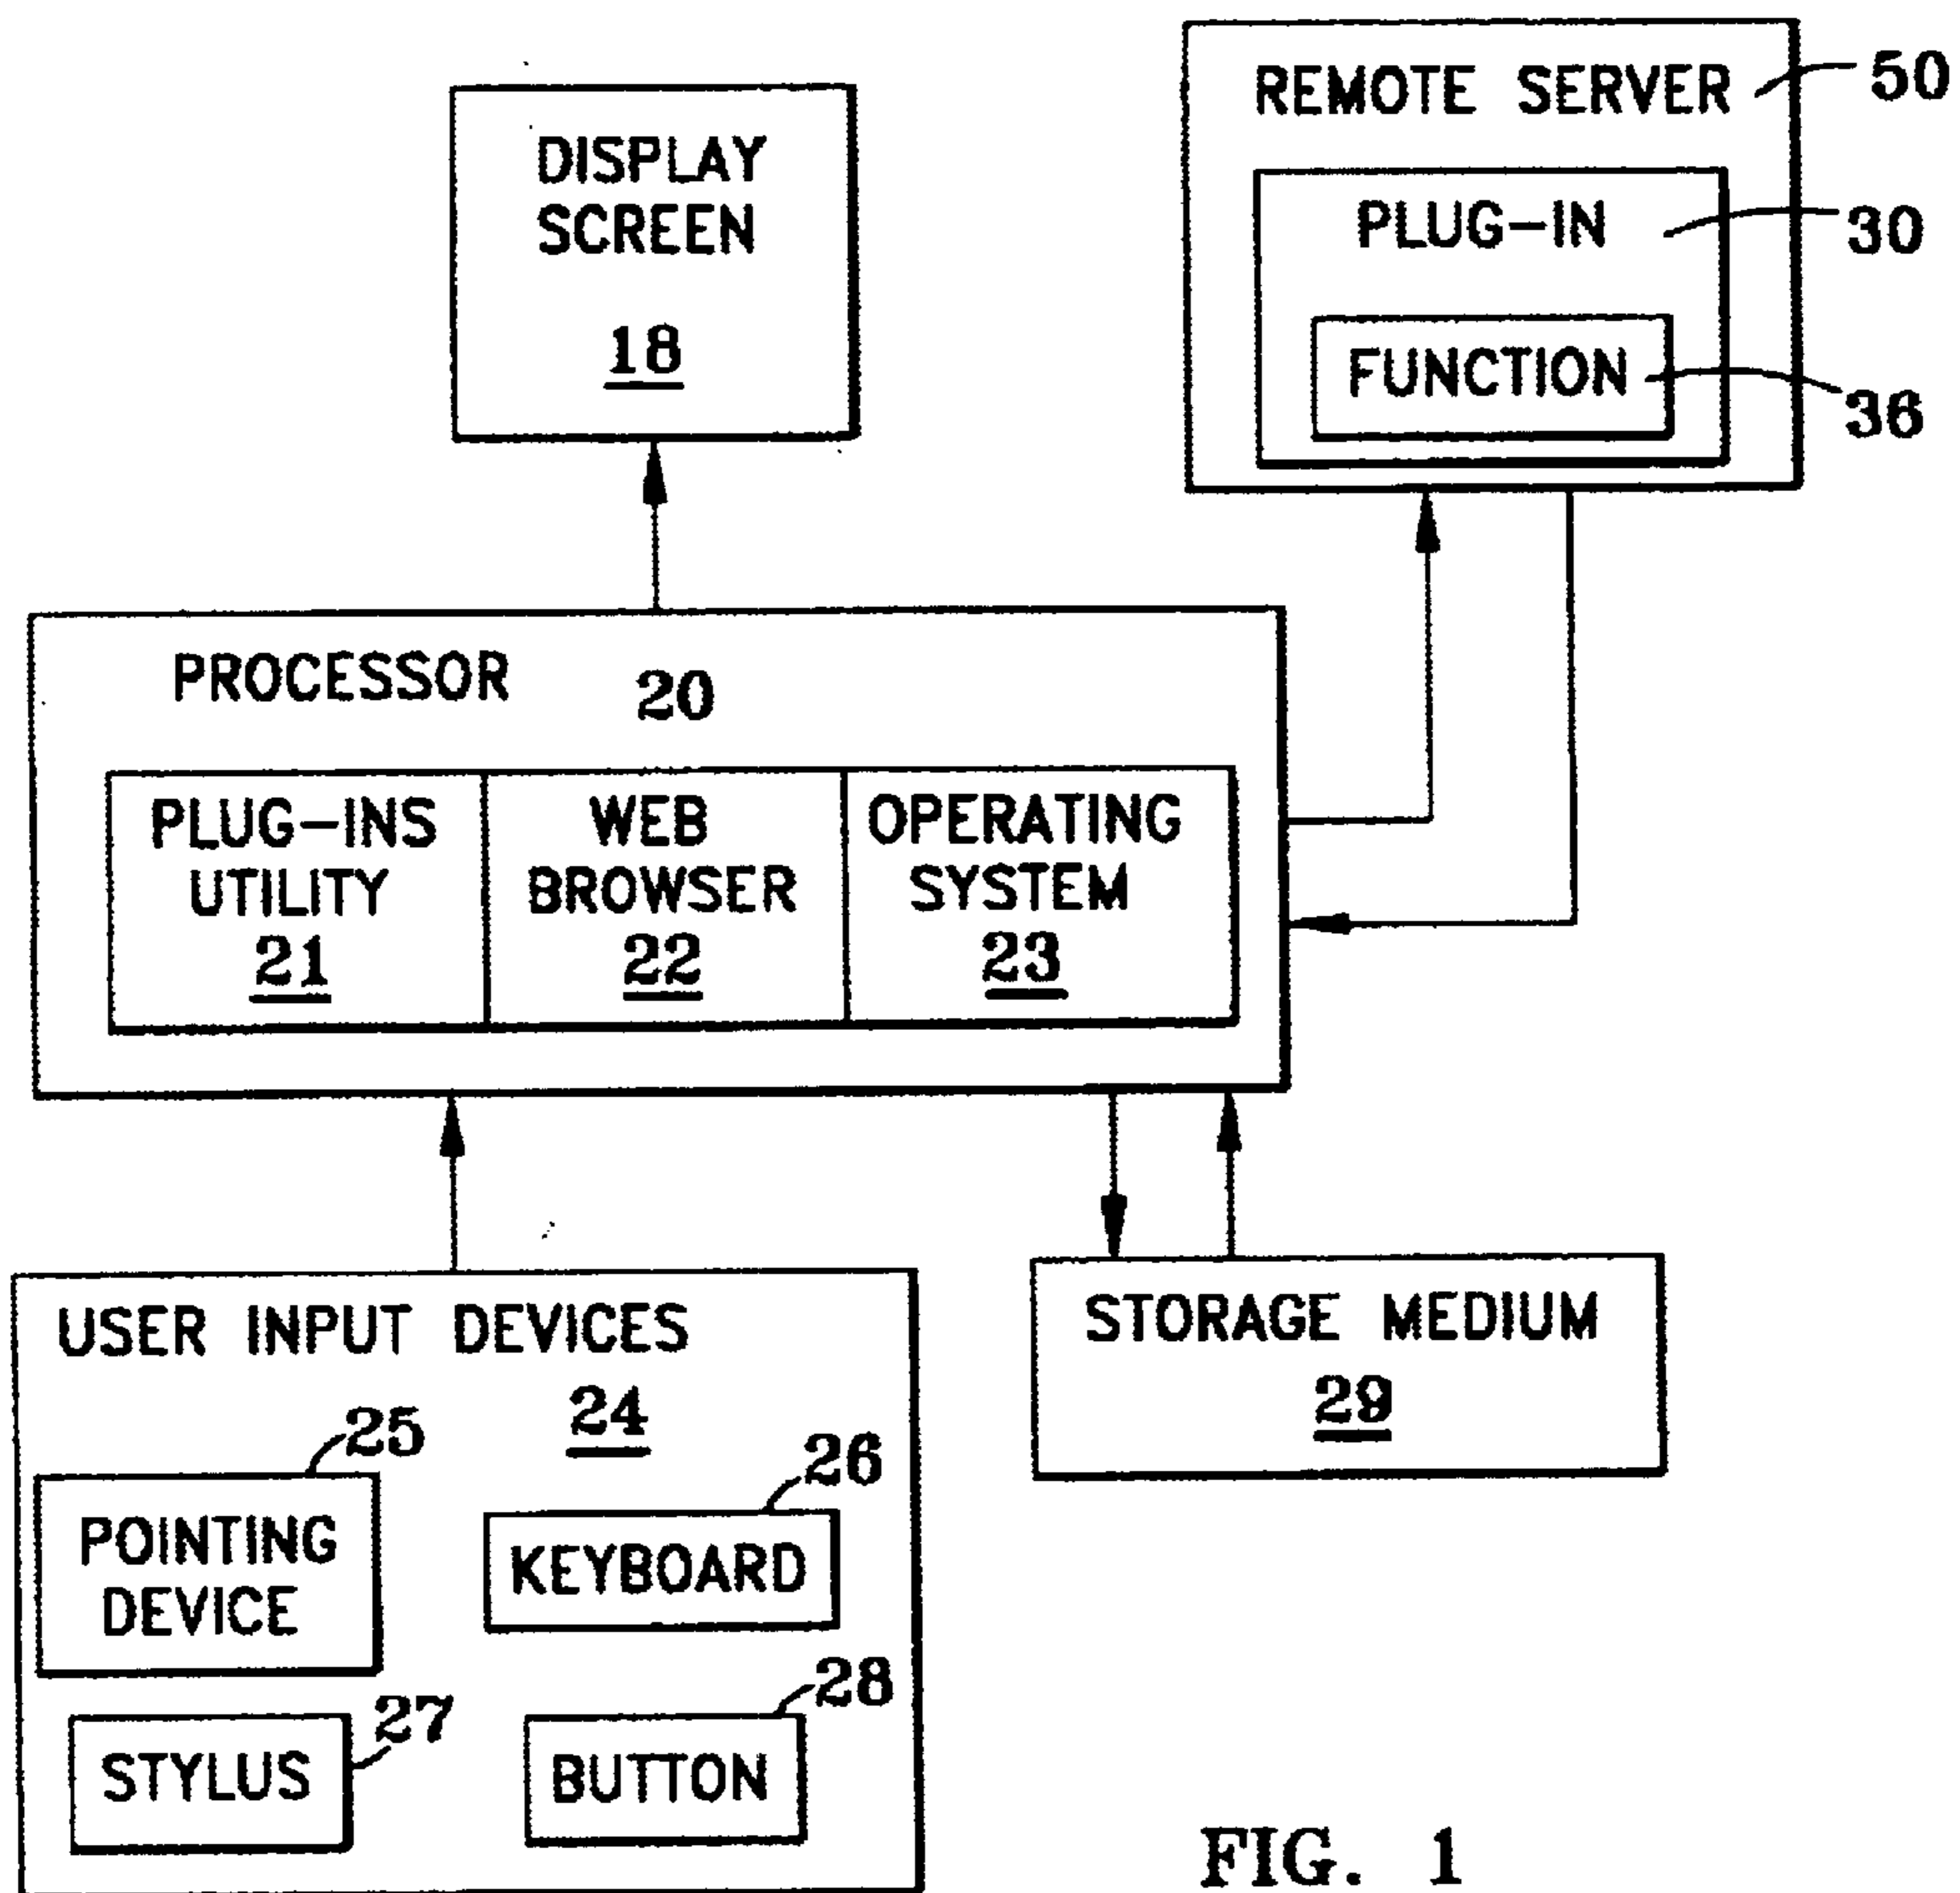 REMOTE SERVER
50
DISPLAY
SCREEN
18
PLUG-IN
30
FUNCTION
36
PROCESSOR
20
PLUG-INS
UTILITY
21
WEB
BROWSER
22
OPERATING
SYSTEM
23
USER INPUT DEVICES
24
25
POINTING
DEVICE
26
KEYBOARD
27
STYLUS
28
BUTTON
STORAGE MEDIUM
29
FIG. 1